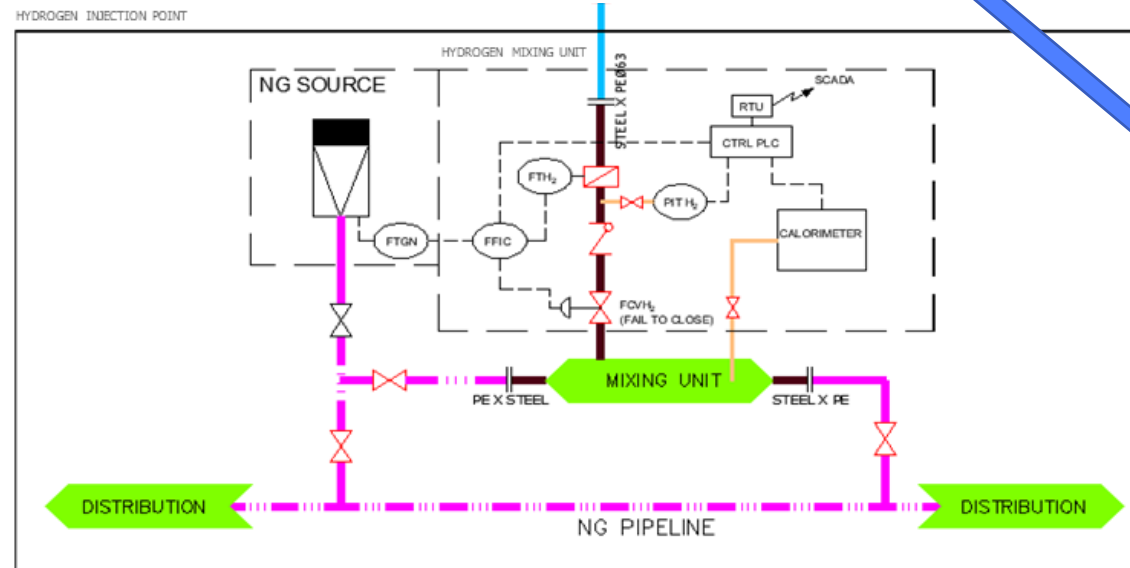 HYDROGEN INJECTION POINT
HYDROGEN MIXING UNIT
NG SOURCE
STEEL X PEØ63
SCADA
RTU
CTRL PLC
FTH₂
PIT H₂
FTGN
FFIC
CALORIMETER
FCVH₂
(FAIL TO CLOSE)
MIXING UNIT
PE X STEEL
STEEL X PE
DISTRIBUTION
DISTRIBUTION
NG PIPELINE